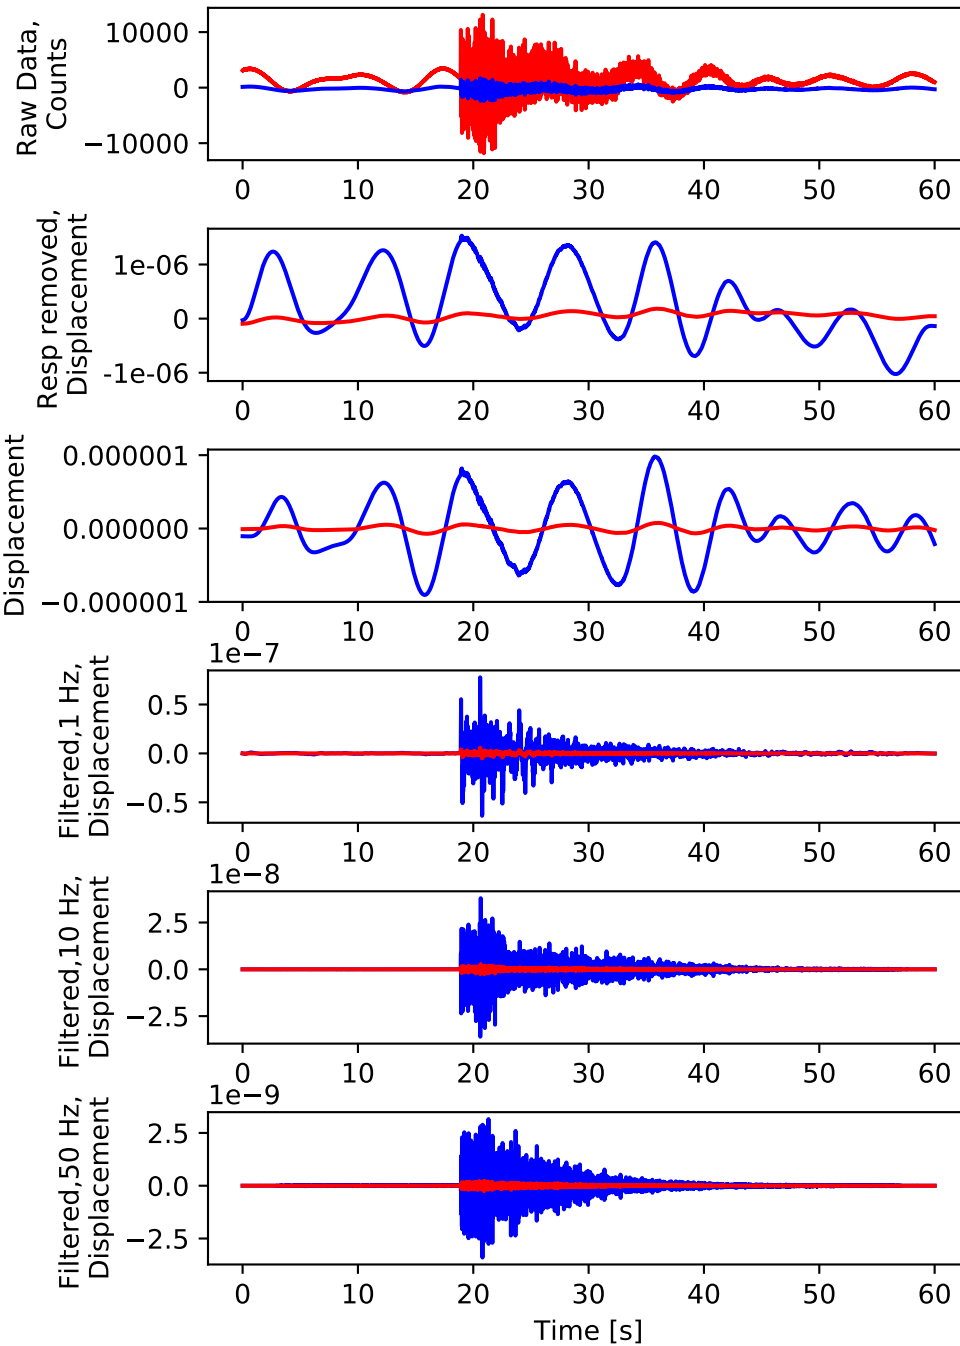 Raw Data,
Counts
10000
0
−10000
0 10 20 30 40 50 60
Resp removed,
Displacement
1e-06
0
-1e-06
0 10 20 30 40 50 60
Displacement
0.000001
0.000000
−0.000001
0 10 20 30 40 50 60
1e−7
Filtered,1 Hz,
Displacement
0.5
0.0
−0.5
0 10 20 30 40 50 60
1e−8
Filtered,10 Hz,
Displacement
2.5
0.0
−2.5
0 10 20 30 40 50 60
1e−9
Filtered,50 Hz,
Displacement
2.5
0.0
−2.5
0 10 20 30 40 50 60
Time [s]